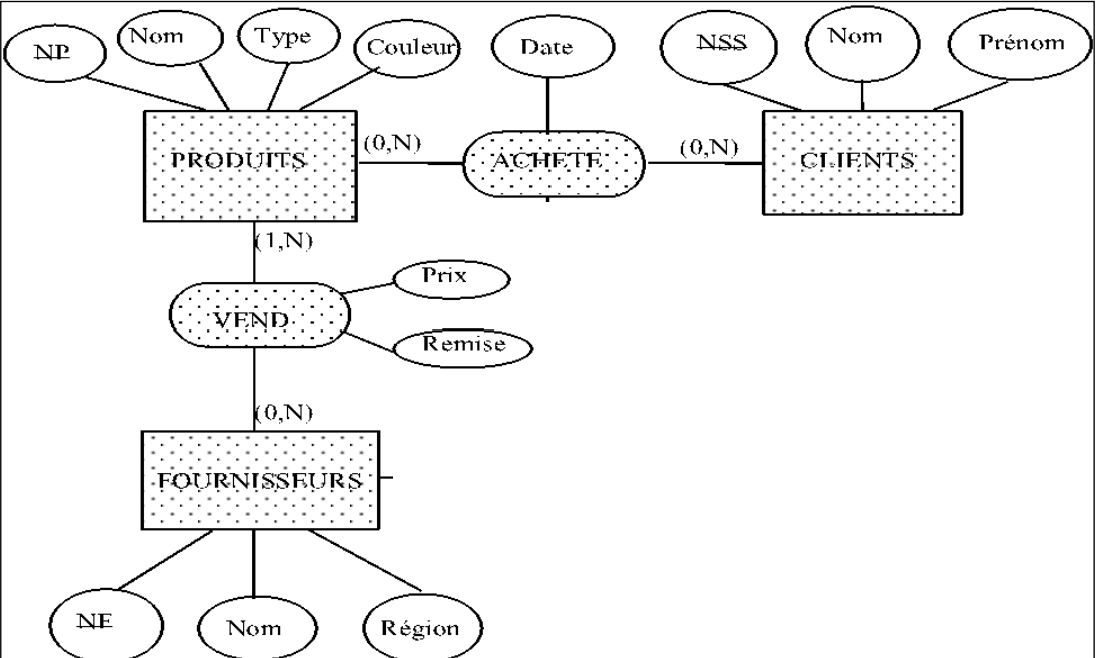 NP
Nom
Type
Couleur
Date
NSS
Nom
Prénom
PRODUITS
(0,N)
ACHETE
(0,N)
CLIENTS
(1,N)
VEND
Prix
Remise
(0,N)
FOURNISSEURS
NF
Nom
Région